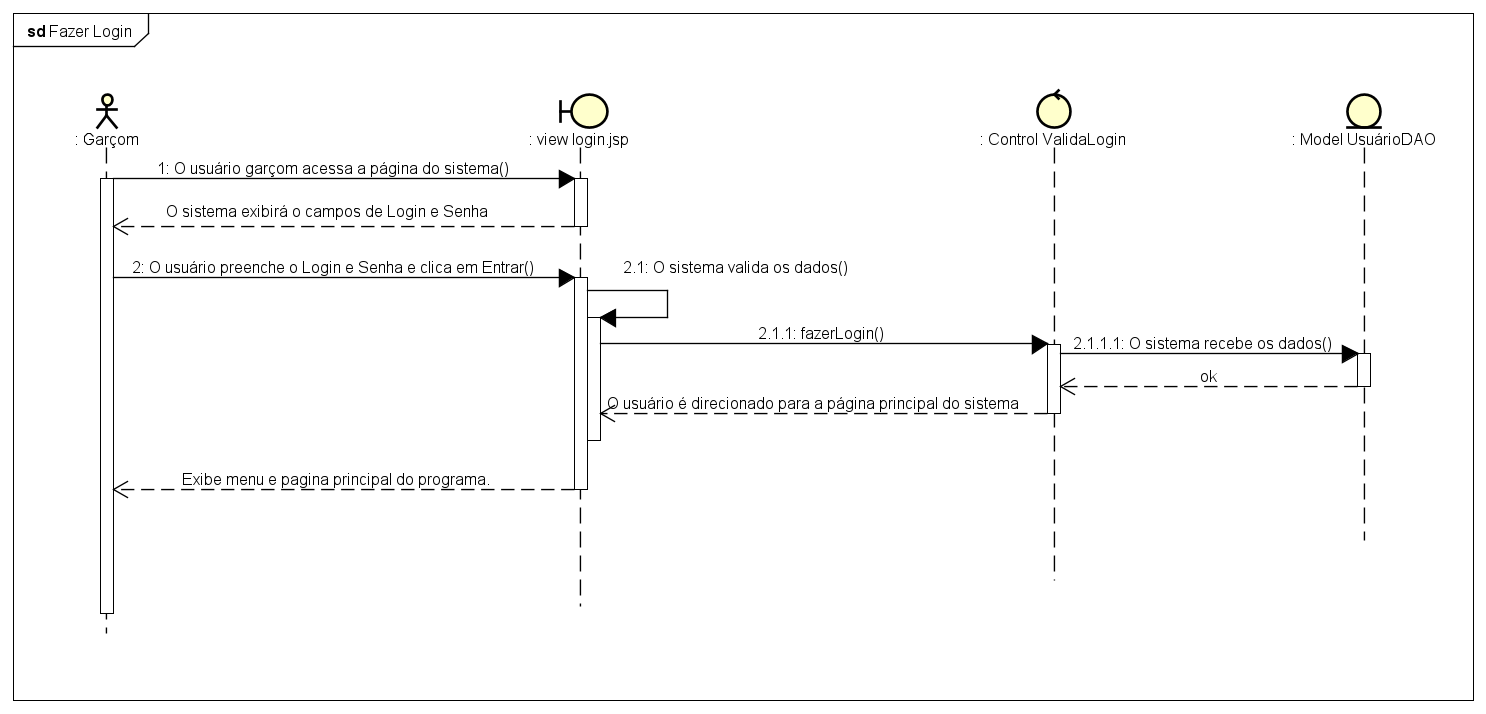 sd Fazer Login
: Garçom
: view login.jsp
: Control ValidaLogin
: Model UsuárioDAO
1: O usuário garçom acessa a página do sistema()
O sistema exibirá o campos de Login e Senha
2: O usuário preenche o Login e Senha e clica em Entrar()
2.1: O sistema valida os dados()
2.1.1: fazerLogin()
2.1.1.1: O sistema recebe os dados()
ok
O usuário é direcionado para a página principal do sistema
Exibe menu e pagina principal do programa.